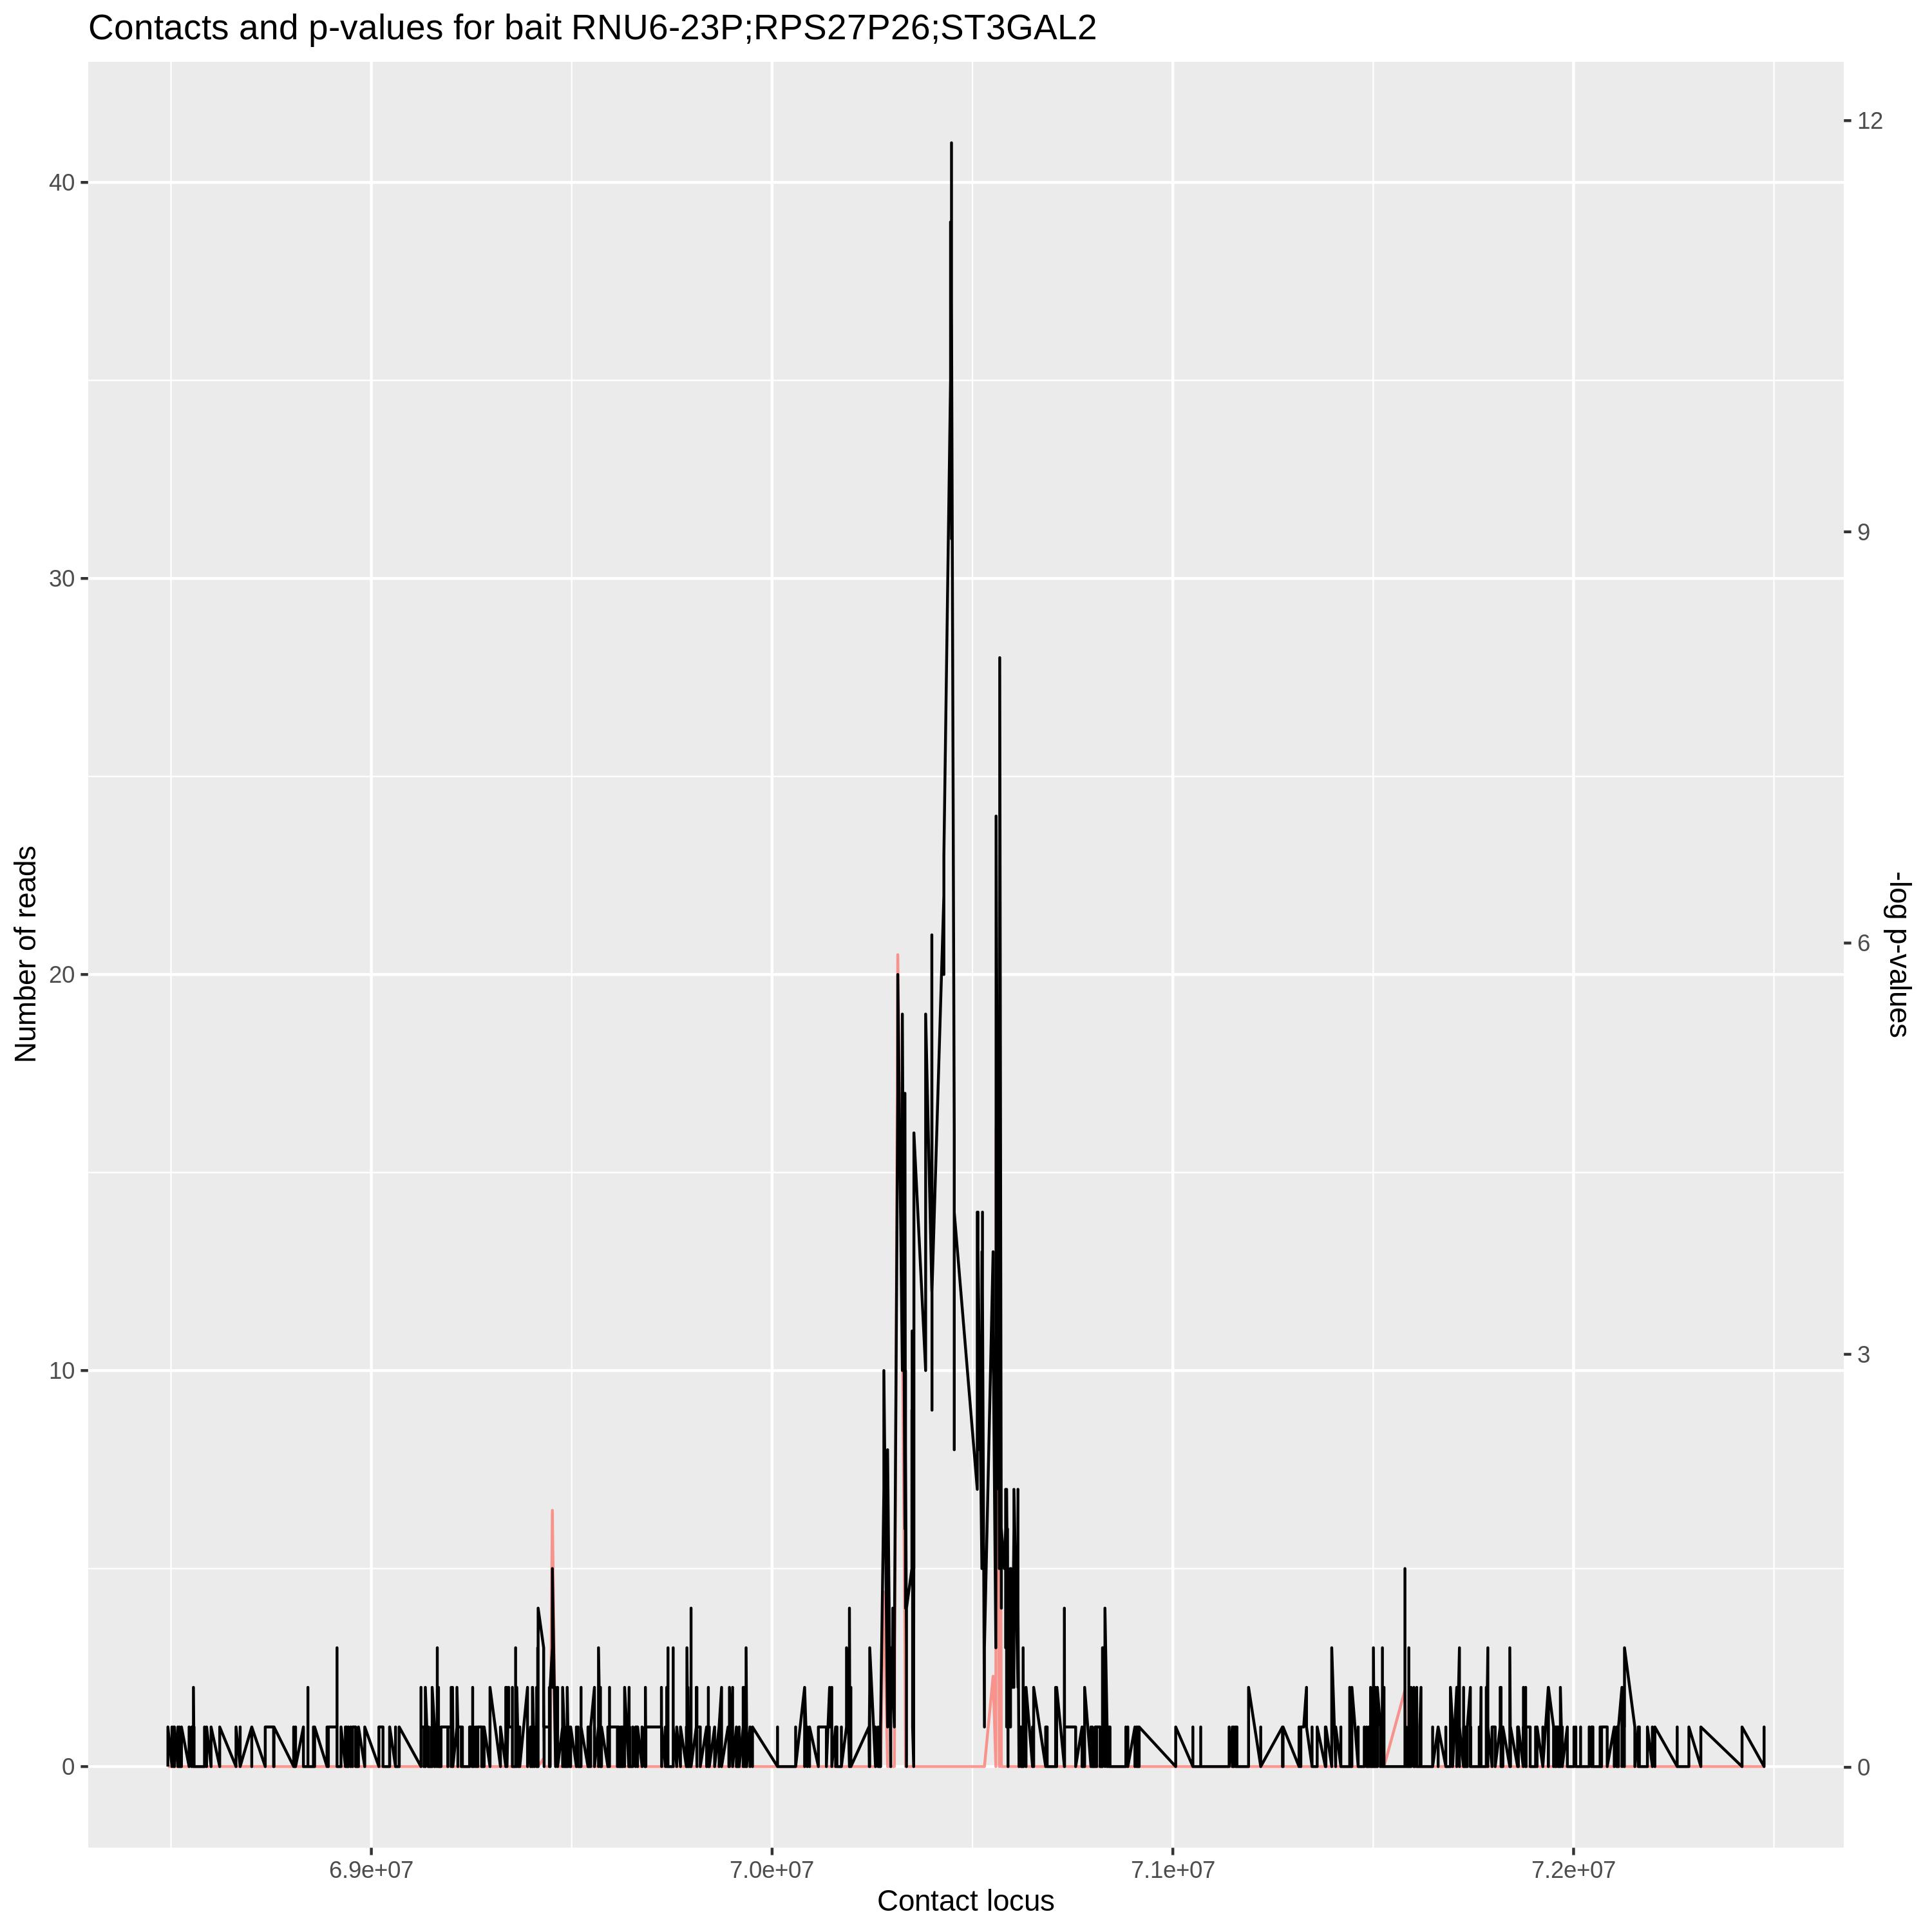 Contacts and p-values for bait RNU6-23P;RPS27P26;ST3GAL2
Number of reads
40
30
20
10
0
12
9
6
3
0
-log p-values
6.9e+07 7.0e+07 7.1e+07 7.2e+07
Contact locus